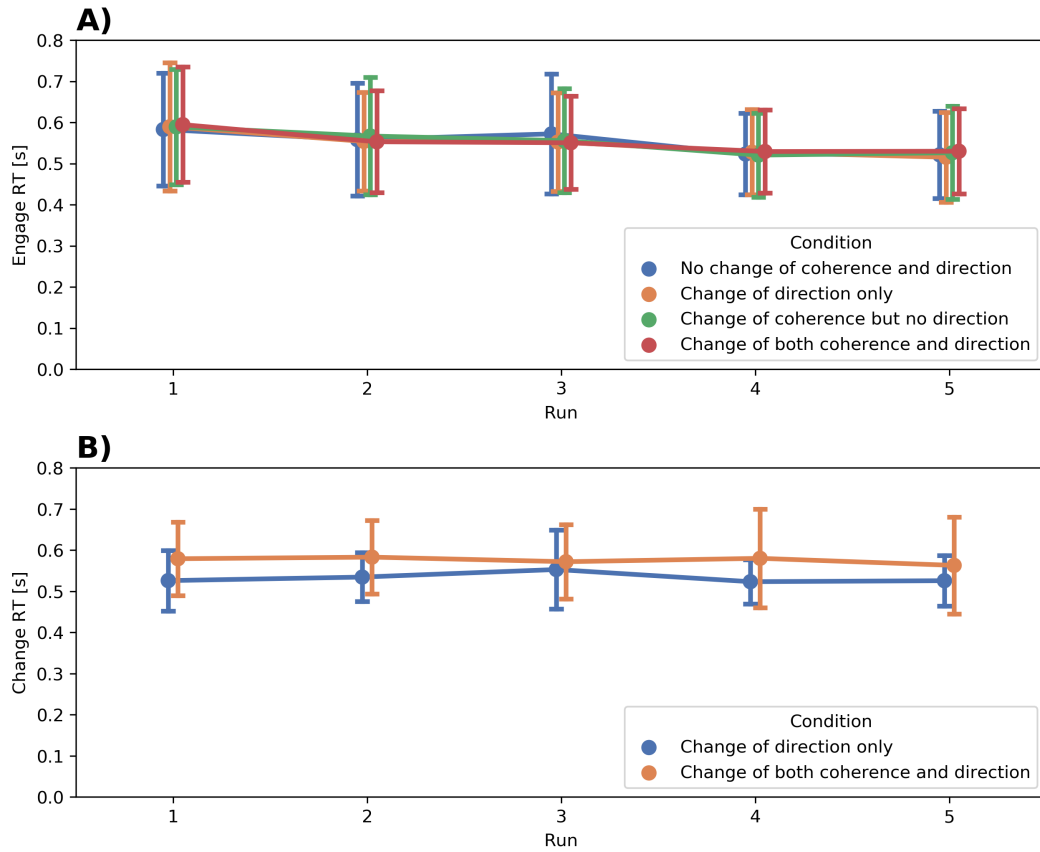 A)
0.8
0.7
0.6
0.5
0.4
0.3
0.2
0.1
0.0
Engage RT [s]
Condition
No change of coherence and direction
Change of direction only
Change of coherence but no direction
Change of both coherence and direction
1 2 3 4 5
Run
B)
0.8
0.7
0.6
0.5
0.4
0.3
0.2
0.1
0.0
Change RT [s]
Condition
Change of direction only
Change of both coherence and direction
1 2 3 4 5
Run